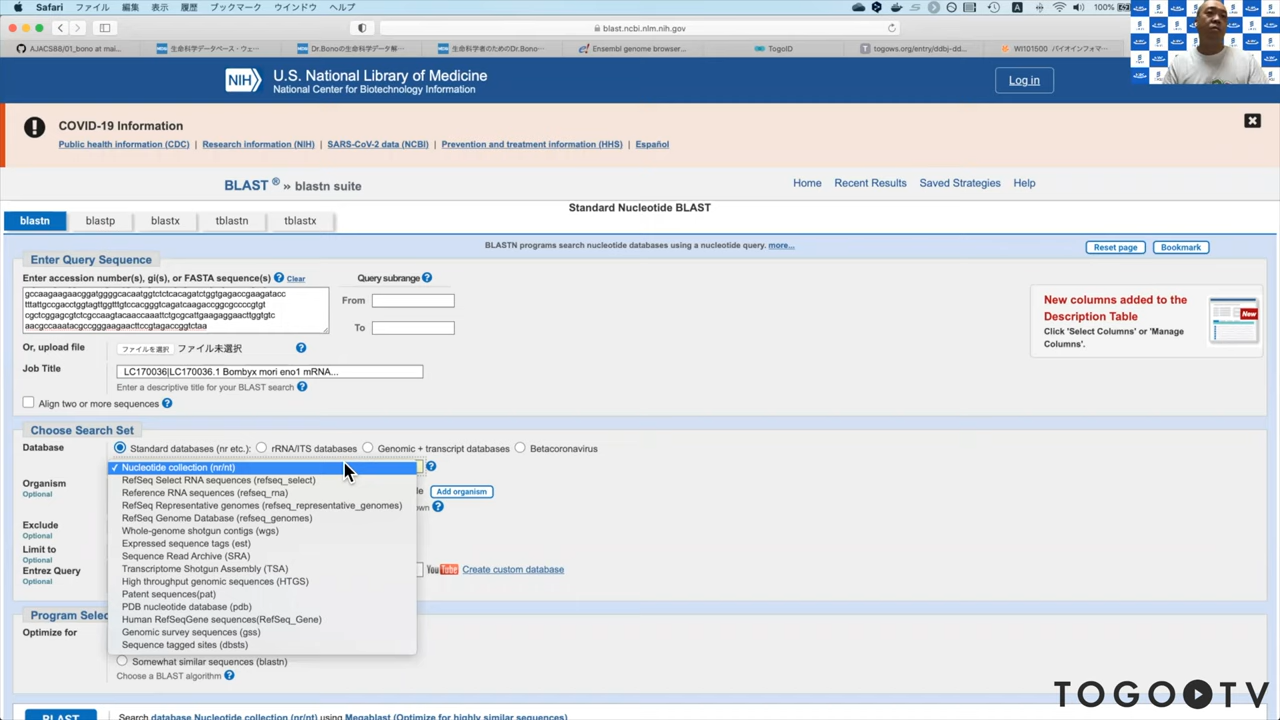 Safari ファイル 編集 表示 履歴 ブックマーク ウインドウ ヘルプ 100%
blast.ncbi.nlm.nih.gov
AJACS88/01_bono at mai... 生命科学データベース・ウェ... Dr.Bonoの生命科学データ解... 生命科学者のためのDr.Bono... Ensembl genome browser... TogoID togows.org/entry/ddbj-dd... WI101500 バイオインフォマー...
NIH U.S. National Library of Medicine
National Center for Biotechnology Information
Log in
COVID-19 Information
Public health information (CDC) | Research information (NIH) | SARS-CoV-2 data (NCBI) | Prevention and treatment information (HHS) | Español
BLAST ® » blastn suite
Home Recent Results Saved Strategies Help
blastn blastp blastx tblastn tblastx
Standard Nucleotide BLAST
BLASTN programs search nucleotide databases using a nucleotide query. more...
Reset page Bookmark
Enter Query Sequence
Enter accession number(s), gi(s), or FASTA sequence(s) ? Clear
Query subrange ?
gccaagaagaacggatggggcacaatggtctctcacagatctggtgagaccgaagatacc
tttattgccgacctggtagttggtttgtccacgggtcagatcaagaccggcgccccgtgt
cgctcggagcgtctcgccaagtacaaccaaattctgcgcattgaagaggaacttggtgtc
aacgccaaatacgccgggaagaacttccgtagaccggtctaa
From
To
New columns added to the
Description Table
Click 'Select Columns' or 'Manage
Columns'.
New
Or, upload file ファイルを選択 ファイル未選択 ?
Job Title LC170036|LC170036.1 Bombyx mori eno1 mRNA...
Enter a descriptive title for your BLAST search ?
Align two or more sequences ?
Choose Search Set
Database Standard databases (nr etc.): rRNA/ITS databases Genomic + transcript databases Betacoronavirus
✓ Nucleotide collection (nr/nt) ?
RefSeq Select RNA sequences (refseq_select)
Organism
Optional
Reference RNA sequences (refseq_rna)
Add organism
RefSeq Representative genomes (refseq_representative_genomes)
?
RefSeq Genome Database (refseq_genomes)
Exclude
Optional
Whole-genome shotgun contigs (wgs)
Expressed sequence tags (est)
Limit to
Optional
Sequence Read Archive (SRA)
Entrez Query
Optional
Transcriptome Shotgun Assembly (TSA)
YouTube Create custom database
High throughput genomic sequences (HTGS)
Patent sequences(pat)
PDB nucleotide database (pdb)
Program Selec
Human RefSeqGene sequences(RefSeq_Gene)
Optimize for
Genomic survey sequences (gss)
Sequence tagged sites (dbsts)
Somewhat similar sequences (blastn)
Choose a BLAST algorithm ?
BLAST Search database Nucleotide collection (nr/nt) using Megablast (Optimize for highly similar sequences)
TOGO TV